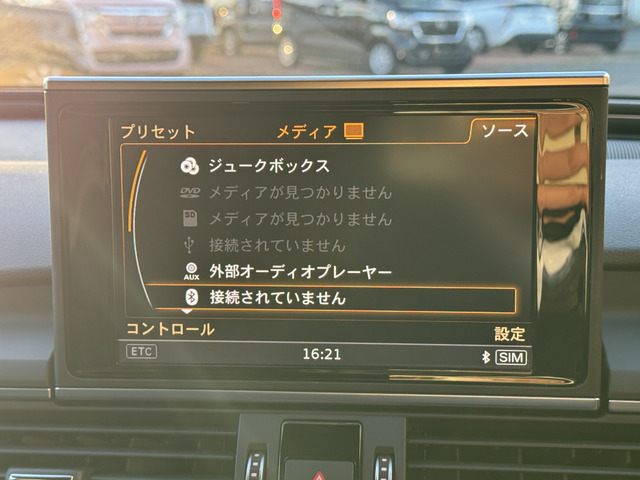 プリセット メディア ソース
ジュークボックス
DVD メディアが見つかりません
SD メディアが見つかりません
接続されていません
AUX 外部オーディオプレーヤー
接続されていません
コントロール 設定
ETC 16:21 SIM